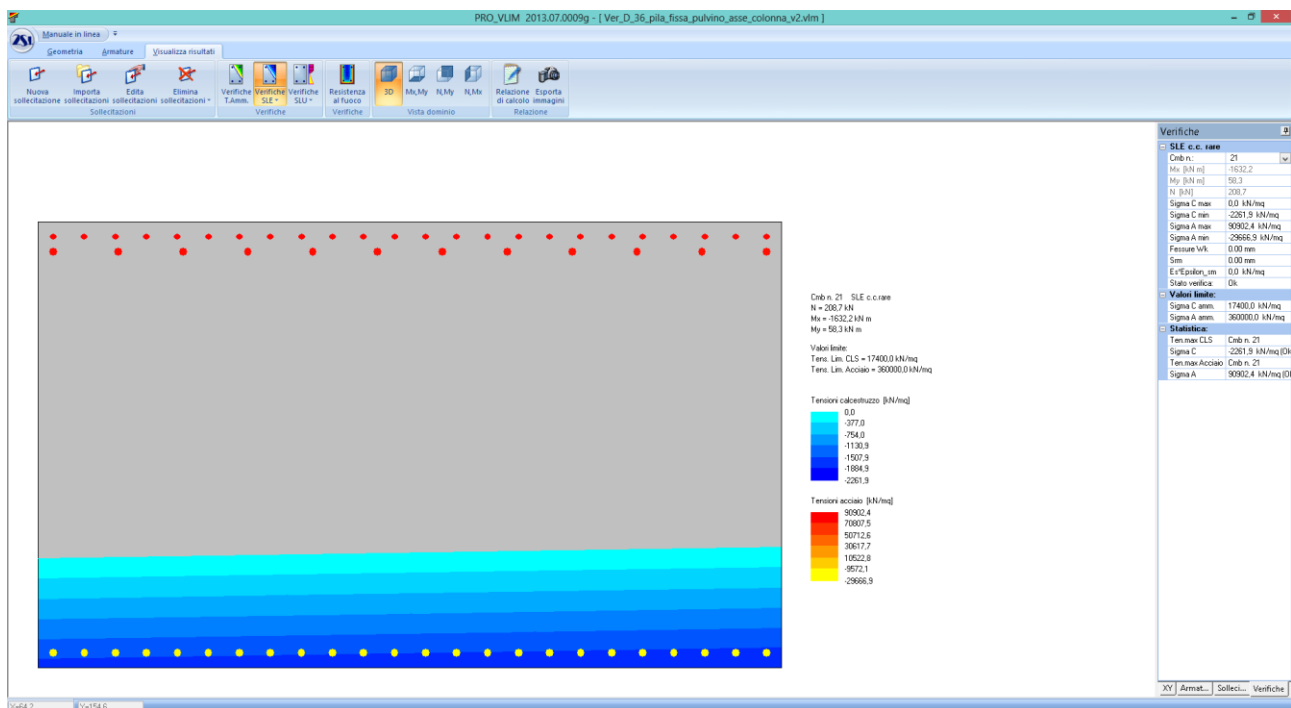 PRO_VLIM 2013.07.0009g - [ Ver_D_36_pila_fissa_pulvino_asse_colonna_v2.vlm ]
2SI
Manuale in linea
Geometria Armature Visualizza risultati
Nuova sollecitazione
Importa sollecitazioni
Edita sollecitazioni
Elimina sollecitazioni
Verifiche T.Amm.
Verifiche SLE
Verifiche SLU
Resistenza al fuoco
3D
Mx,My
N,My
N,Mx
Relazione di calcolo
Esporta immagini
Sollecitazioni
Verifiche
Verifiche
Vista dominio
Relazione
Cmb n. 21 SLE c.c.rare
N = 208,7 kN
Mx = -1632,2 kN m
My = 58,3 kN m
Valori limite:
Tens. Lim. CLS = 17400,0 kN/mq
Tens. Lim. Acciaio = 360000,0 kN/mq
Tensioni calcestruzzo [kN/mq]
0,0
-377,0
-754,0
-1130,9
-1507,9
-1884,9
-2261,9
Tensioni acciaio [kN/mq]
90902,4
70807,5
50712,6
30617,7
10522,8
-9572,1
-29666,9
Verifiche
SLE c.c. rare
Cmb n.: 21
Mx [kN m] -1632,2
My [kN m] 58,3
N [kN] 208,7
Sigma C max 0,0 kN/mq
Sigma C min -2261,9 kN/mq
Sigma A max 90902,4 kN/mq
Sigma A min -29666,9 kN/mq
Fessure Wk 0.00 mm
Srm 0.00 mm
Es*Epsilon_sm 0,0 kN/mq
Stato verifica: Ok
Valori limite:
Sigma C amm. 17400,0 kN/mq
Sigma A amm. 360000,0 kN/mq
Statistica:
Ten.max CLS Cmb n. 21
Sigma C -2261,9 kN/mq (Ok
Ten.max Acciaio Cmb n. 21
Sigma A 90902,4 kN/mq (O
XY Armat... Solleci... Verifiche
X=64,2 Y=154,6